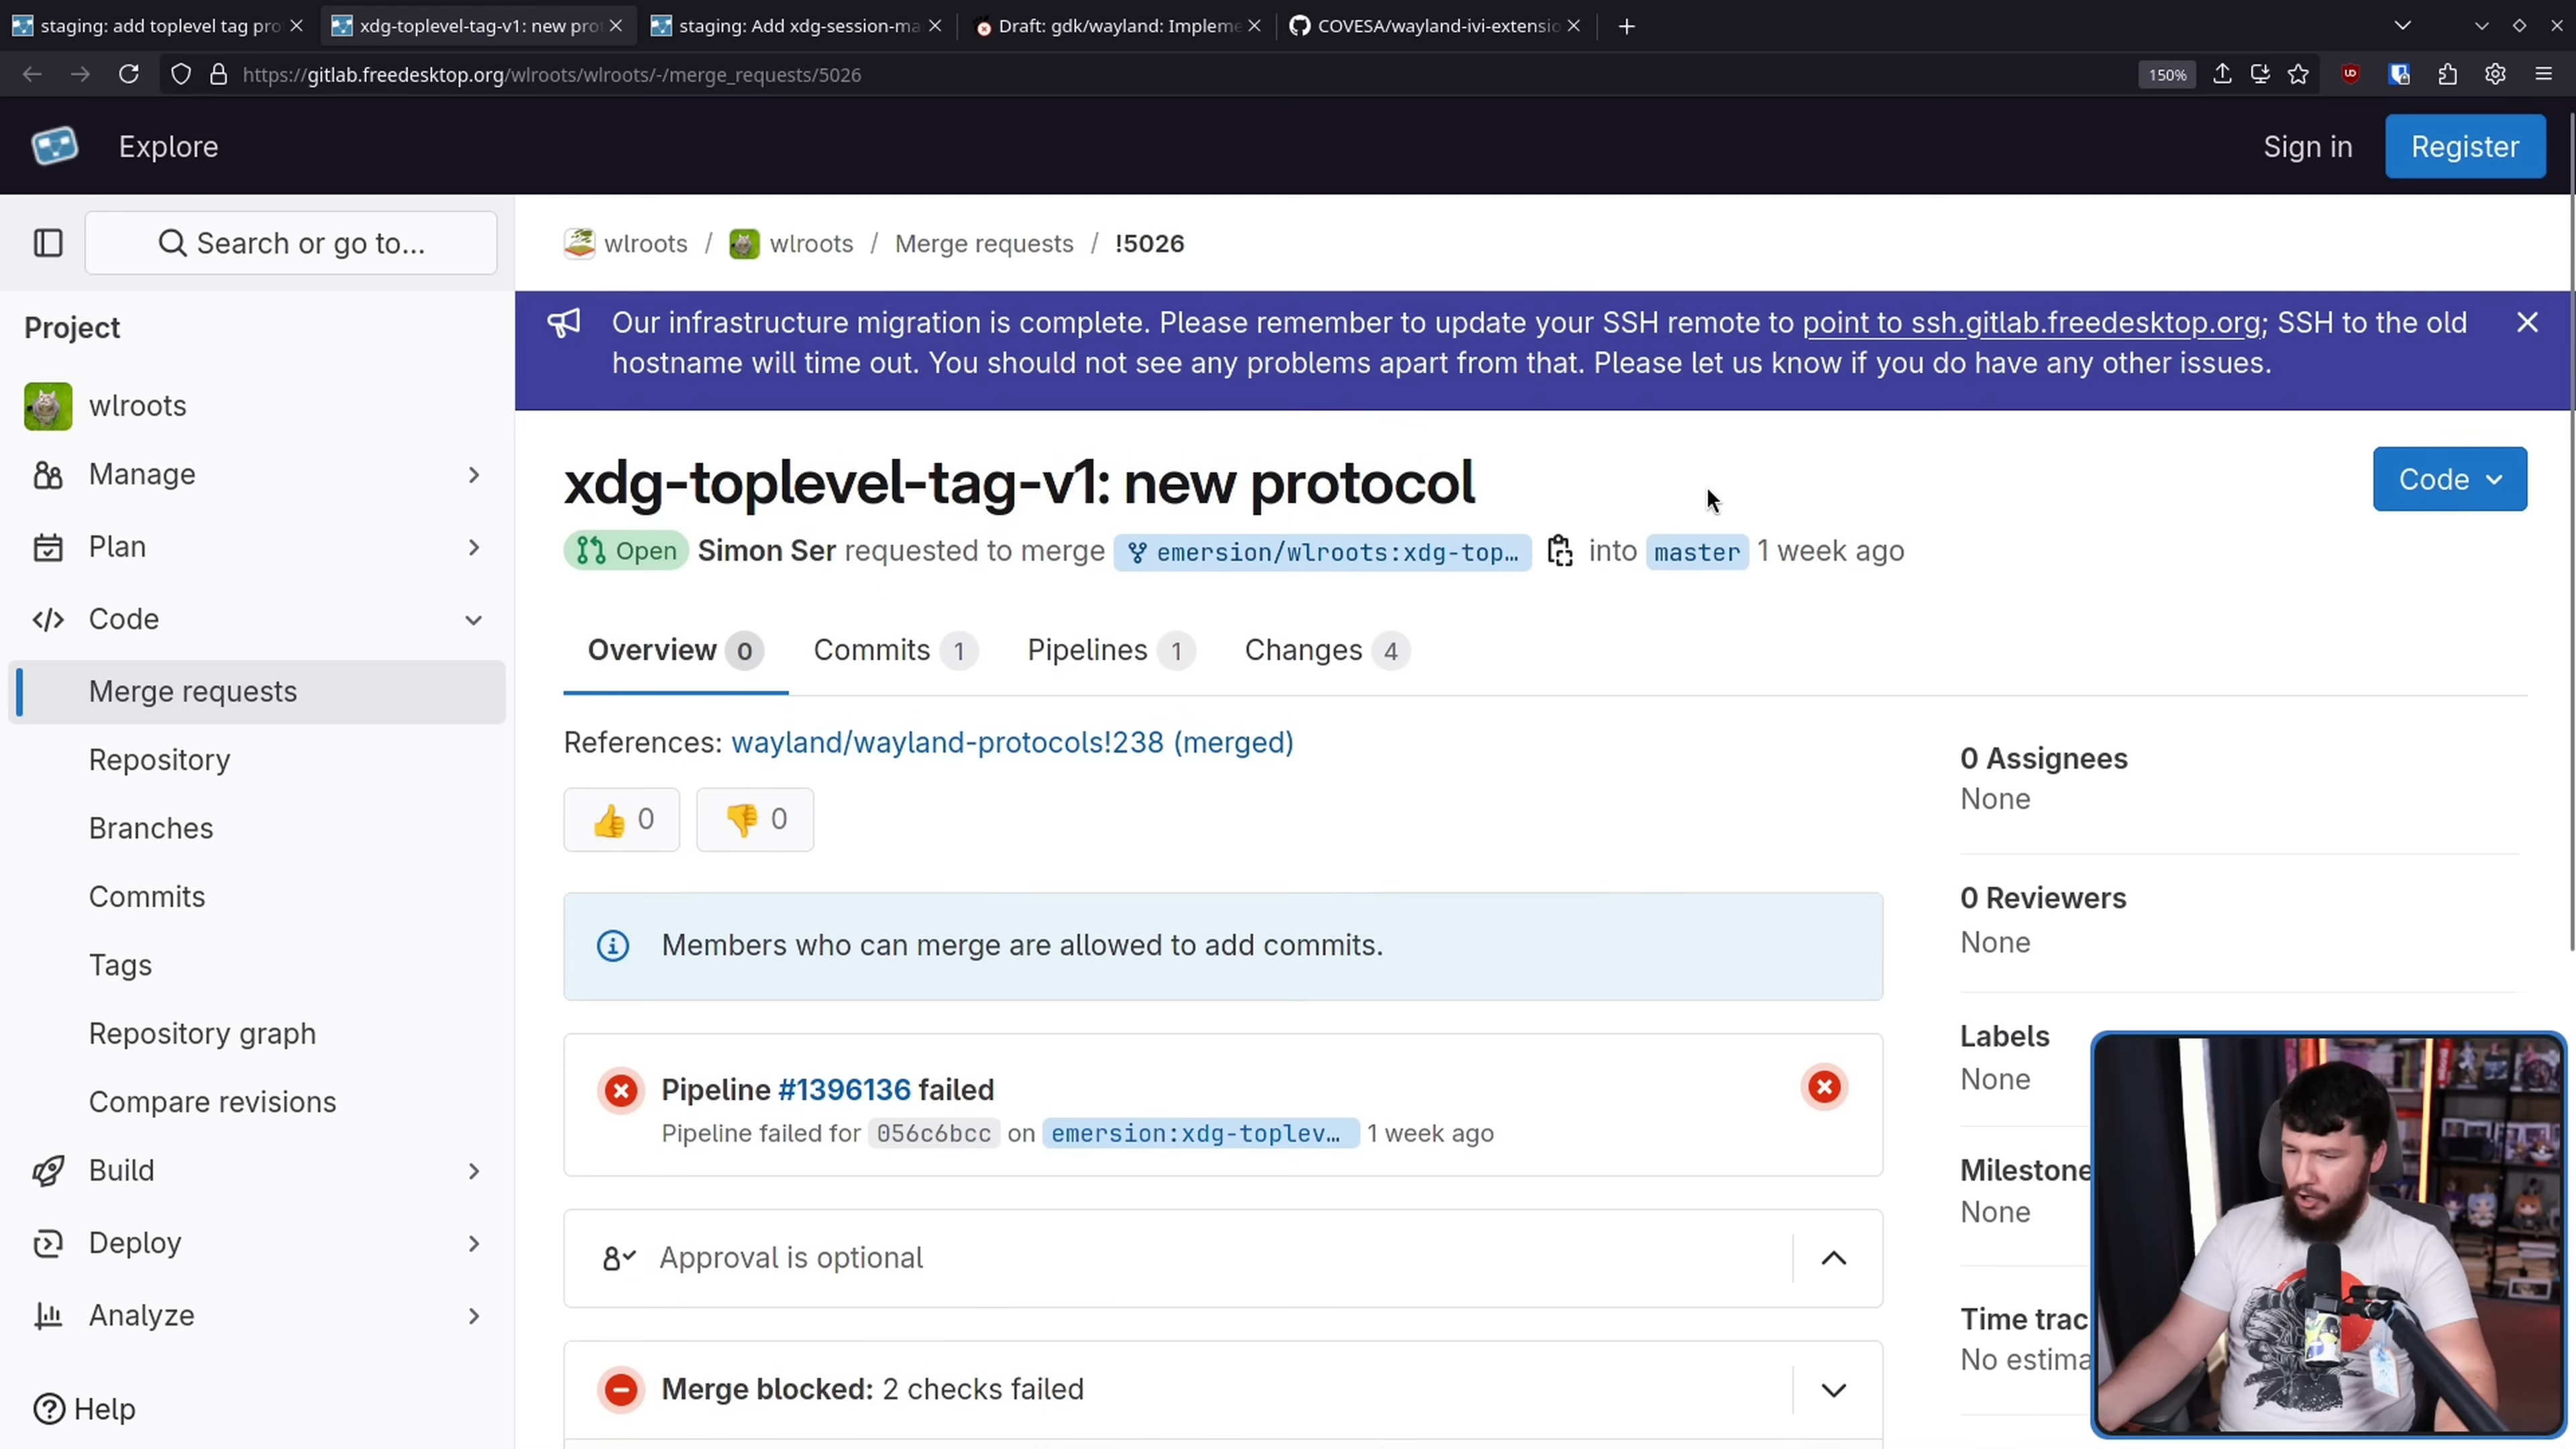 staging: add toplevel tag pro
xdg-toplevel-tag-v1: new pro
staging: Add xdg-session-ma
Draft: gdk/wayland: Impleme
COVESA/wayland-ivi-extensio
https://gitlab.freedesktop.org/wlroots/wlroots/-/merge_requests/5026
150%
Explore
Sign in
Register
Search or go to...
wlroots / wlroots / Merge requests / !5026
Our infrastructure migration is complete. Please remember to update your SSH remote to point to ssh.gitlab.freedesktop.org; SSH to the old
hostname will time out. You should not see any problems apart from that. Please let us know if you do have any other issues.
Project
wlroots
Manage
Plan
Code
Merge requests
Repository
Branches
Commits
Tags
Repository graph
Compare revisions
Build
Deploy
Analyze
Help
xdg-toplevel-tag-v1: new protocol
Code
Open Simon Ser requested to merge emersion/wlroots:xdg-top… into master 1 week ago
Overview 0 Commits 1 Pipelines 1 Changes 4
References: wayland/wayland-protocols!238 (merged)
👍 0 👎 0
Members who can merge are allowed to add commits.
Pipeline #1396136 failed
Pipeline failed for 056c6bcc on emersion:xdg-toplev… 1 week ago
Approval is optional
Merge blocked: 2 checks failed
0 Assignees
None
0 Reviewers
None
Labels
None
Milestone
None
Time trac
No estima